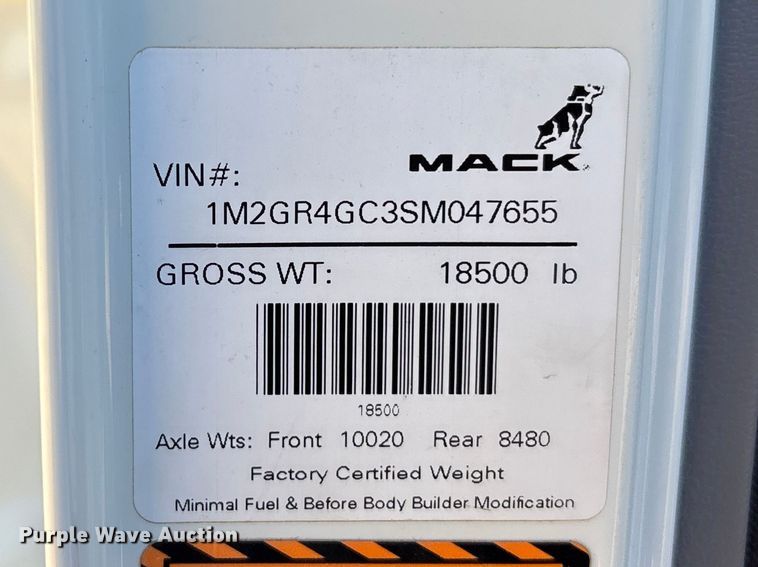 MACK
VIN#:
1M2GR4GC3SM047655
GROSS WT: 18500 lb
18500
Axle Wts: Front 10020 Rear 8480
Factory Certified Weight
Minimal Fuel & Before Body Builder Modification
Purple Wave Auction